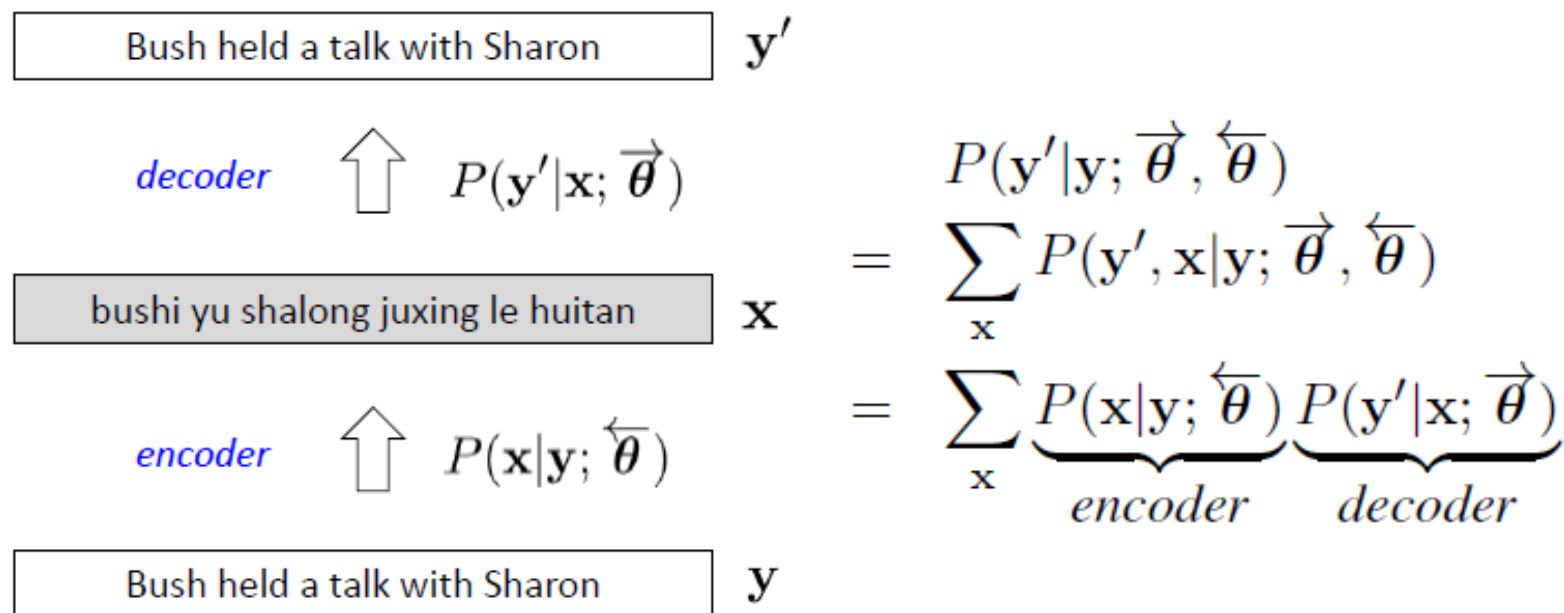 Bush held a talk with Sharon y′
decoder P(y′|x; θ→)
bushi yu shalong juxing le huitan x
encoder P(x|y; θ←)
Bush held a talk with Sharon y
P(y′|y; θ→, θ←)
= ∑x P(y′, x|y; θ→, θ←)
= ∑x P(x|y; θ←) P(y′|x; θ→)
encoder decoder